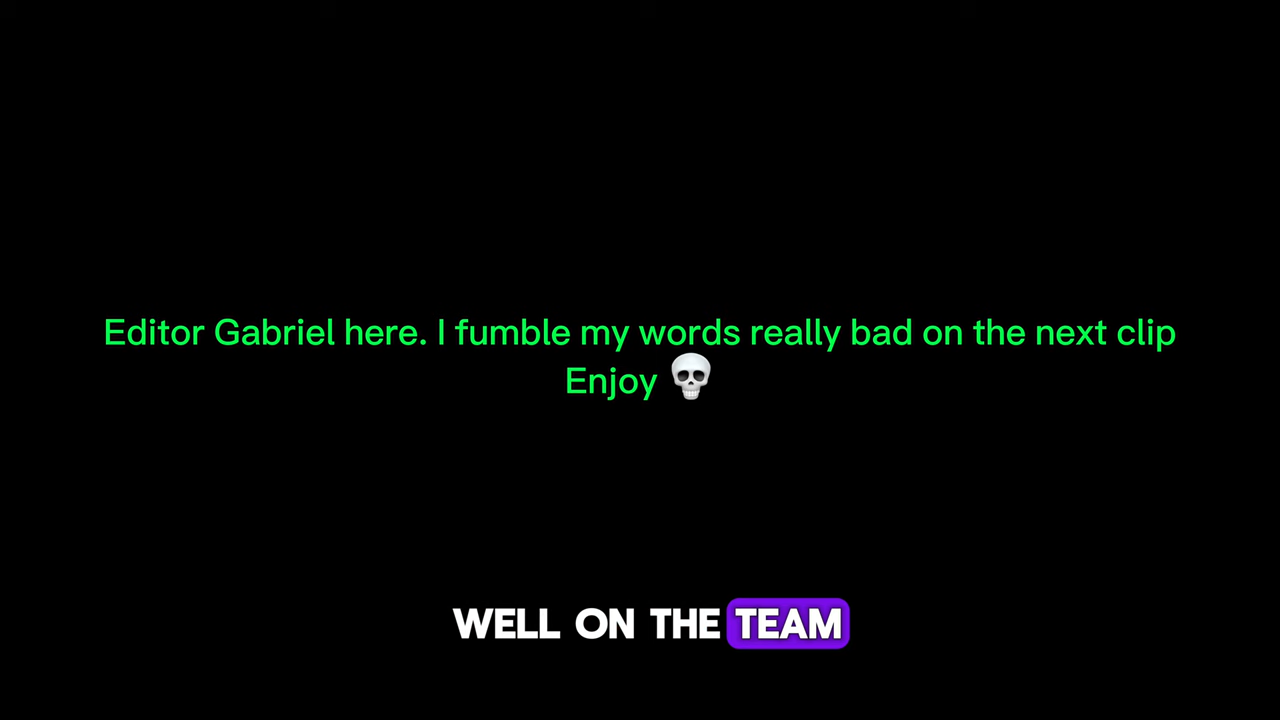 Editor Gabriel here. I fumble my words really bad on the next clip
Enjoy 💀
WELL ON THE TEAM